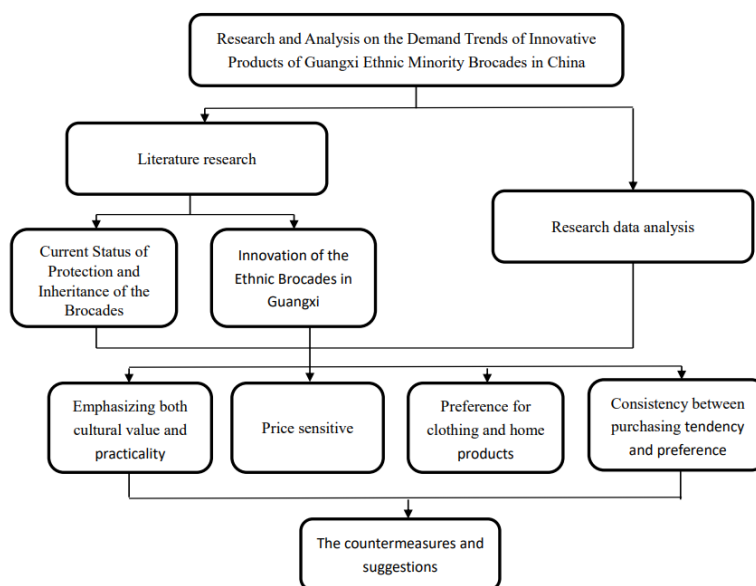 Research and Analysis on the Demand Trends of Innovative
Products of Guangxi Ethnic Minority Brocades in China
Literature research
Research data analysis
Current Status of
Protection and
Inheritance of the
Brocades
Innovation of the
Ethnic Brocades in
Guangxi
Emphasizing both
cultural value and
practicality
Price sensitive
Preference for
clothing and home
products
Consistency between
purchasing tendency
and preference
The countermeasures and
suggestions